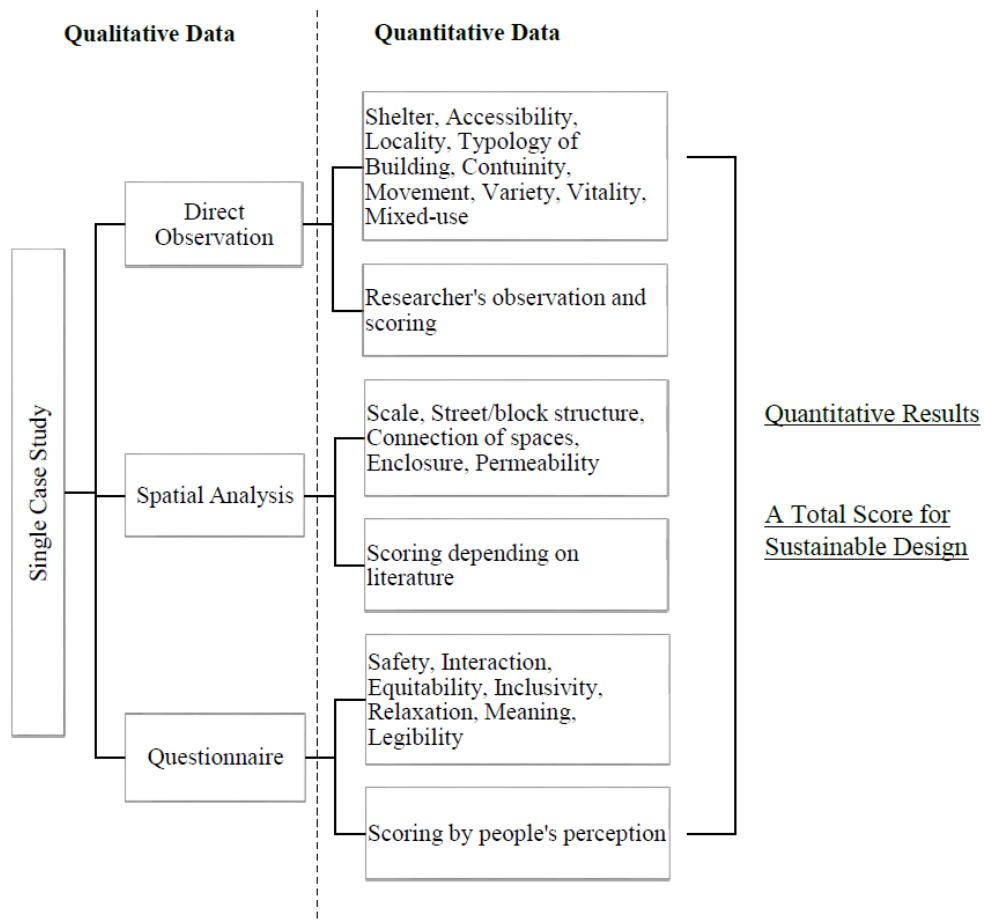 Qualitative Data
Quantitative Data
Single Case Study
Direct
Observation
Shelter, Accessibility,
Locality, Typology of
Building, Contuinity,
Movement, Variety, Vitality,
Mixed-use
Researcher's observation and
scoring
Spatial Analysis
Scale, Street/block structure,
Connection of spaces,
Enclosure, Permeability
Scoring depending on
literature
Questionnaire
Safety, Interaction,
Equitability, Inclusivity,
Relaxation, Meaning,
Legibility
Scoring by people's perception
Quantitative Results
A Total Score for
Sustainable Design